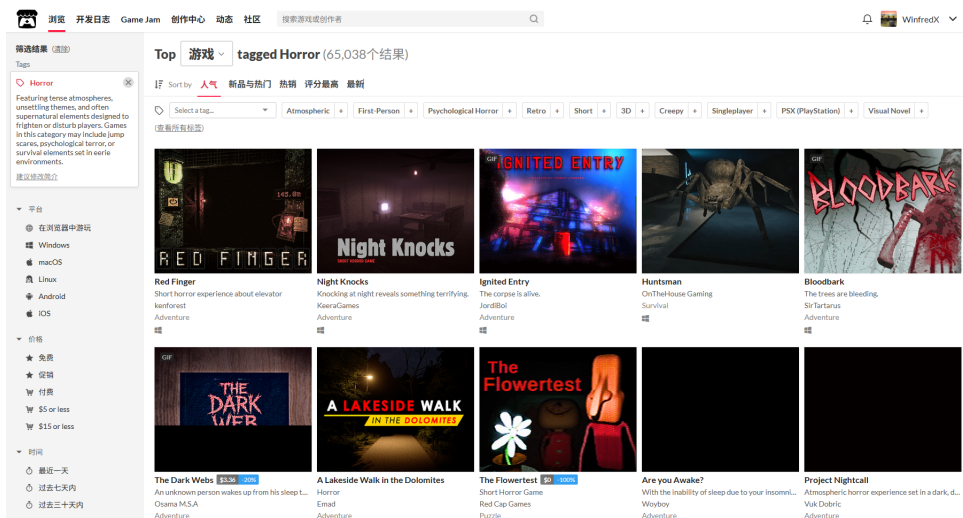 浏览 开发日志 Game Jam 创作中心 动态 社区 搜索游戏或创作者 WinfredX
筛选结果 (清除)
Tags
Horror
Featuring tense atmospheres,
unsettling themes, and often
supernatural elements designed to
frighten or disturb players. Games
in this category may include jump
scares, psychological terror, or
survival elements set in eerie
environments.
建议修改简介
平台
在浏览器中游玩
Windows
macOS
Linux
Android
iOS
价格
免费
促销
付费
$5 or less
$15 or less
时间
最近一天
过去七天内
过去三十天内
Top 游戏 tagged Horror (65,038个结果)
Sort by 人气 新品与热门 热销 评分最高 最新
Select a tag... Atmospheric + First-Person + Psychological Horror + Retro + Short + 3D + Creepy + Singleplayer + PSX (PlayStation) + Visual Novel +
(查看所有标签)
145.0m
RED FINGER
Red Finger
Short horror experience about elevator
kenforest
Adventure
Night Knocks
SHORT HORROR GAME
Night Knocks
Knocking at night reveals something terrifying.
KeeraGames
Adventure
GIF
IGNITED ENTRY
Ignited Entry
The corpse is alive.
JordiBoi
Adventure
Huntsman
OnTheHouse Gaming
Survival
GIF
BLOODBARK
Bloodbark
The trees are bleeding.
SirTartarus
Adventure
GIF
THE
DARK
WEB
The Dark Webs $3.36 -20%
An unknown person wakes up from his sleep t...
Osama M.S.A
Adventure
A LAKESIDE WALK
IN THE DOLOMITES
A Lakeside Walk in the Dolomites
Horror
Emad
Adventure
The
Flowertest
The Flowertest $0 -100%
Short Horror Game
Red Cap Games
Puzzle
Are you Awake?
With the Inability of sleep due to your insomni...
Woyboy
Adventure
Project Nightcall
Atmospheric horror experience set in a dark, d...
Vuk Dobric
Adventure